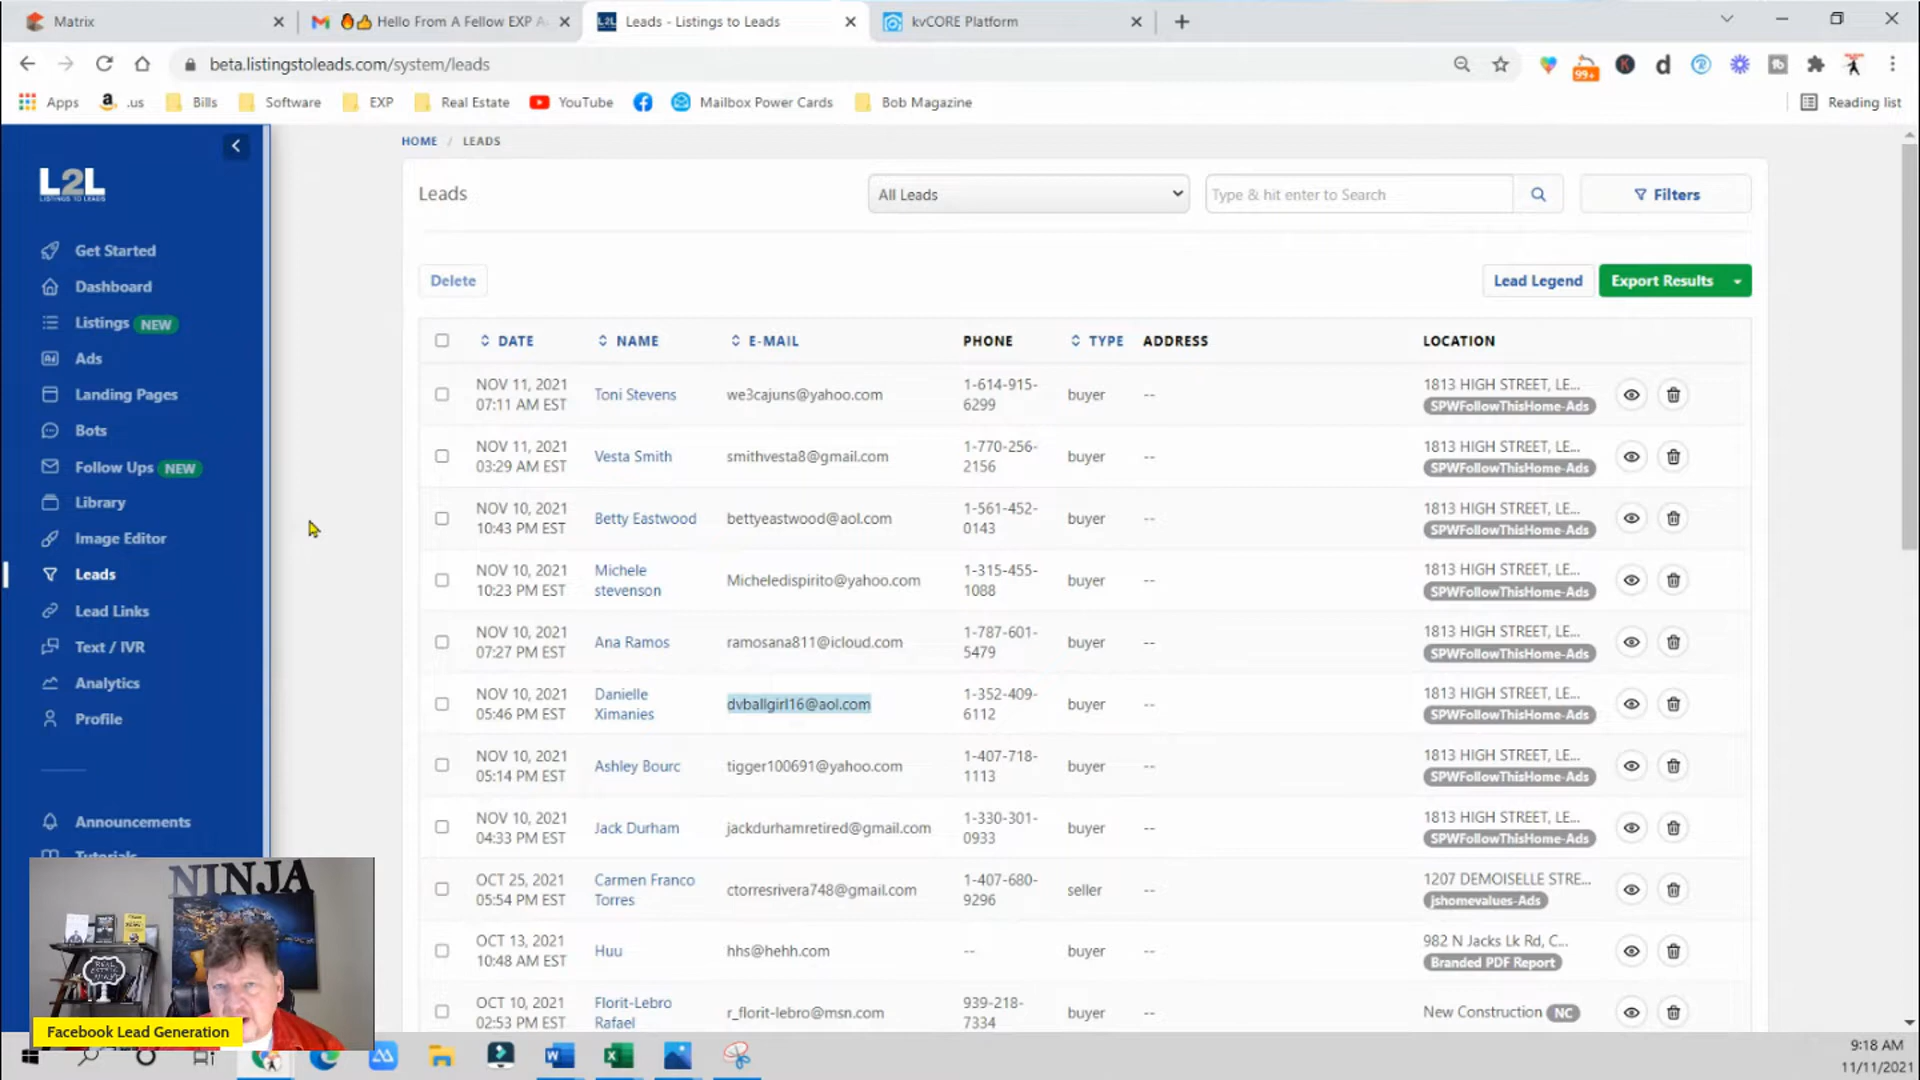 Matrix
Hello From A Fellow EXP A
Leads - Listings to Leads
kvCORE Platform
beta.listingstoleads.com/system/leads
99+
Apps
.us
Bills
Software
EXP
Real Estate
YouTube
Mailbox Power Cards
Bob Magazine
Reading list
L2L
LISTINGS TO LEADS
Get Started
Dashboard
Listings NEW
Ads
Landing Pages
Bots
Follow Ups NEW
Library
Image Editor
Leads
Lead Links
Text / IVR
Analytics
Profile
Announcements
Tutorials
HOME / LEADS
Leads
All Leads
Type & hit enter to Search
Filters
Delete
Lead Legend
Export Results
DATE NAME E-MAIL PHONE TYPE ADDRESS LOCATION
NOV 11, 2021 07:11 AM EST Toni Stevens we3cajuns@yahoo.com 1-614-915-6299 buyer -- 1813 HIGH STREET, LE... SPWFollowThisHome-Ads
NOV 11, 2021 03:29 AM EST Vesta Smith smithvesta8@gmail.com 1-770-256-2156 buyer -- 1813 HIGH STREET, LE... SPWFollowThisHome-Ads
NOV 10, 2021 10:43 PM EST Betty Eastwood bettyeastwood@aol.com 1-561-452-0143 buyer -- 1813 HIGH STREET, LE... SPWFollowThisHome-Ads
NOV 10, 2021 10:23 PM EST Michele stevenson Micheledispirito@yahoo.com 1-315-455-1088 buyer -- 1813 HIGH STREET, LE... SPWFollowThisHome-Ads
NOV 10, 2021 07:27 PM EST Ana Ramos ramosana811@icloud.com 1-787-601-5479 buyer -- 1813 HIGH STREET, LE... SPWFollowThisHome-Ads
NOV 10, 2021 05:46 PM EST Danielle Ximanies dvballgirl16@aol.com 1-352-409-6112 buyer -- 1813 HIGH STREET, LE... SPWFollowThisHome-Ads
NOV 10, 2021 05:14 PM EST Ashley Bourc tigger100691@yahoo.com 1-407-718-1113 buyer -- 1813 HIGH STREET, LE... SPWFollowThisHome-Ads
NOV 10, 2021 04:33 PM EST Jack Durham jackdurhamretired@gmail.com 1-330-301-0933 buyer -- 1813 HIGH STREET, LE... SPWFollowThisHome-Ads
OCT 25, 2021 05:54 PM EST Carmen Franco Torres ctorresrivera748@gmail.com 1-407-680-9296 seller 1207 DEMOISELLE STRE... jshomevalues-Ads
OCT 13, 2021 10:48 AM EST Huu hhs@hehh.com -- buyer -- 982 N Jacks Lk Rd, C... Branded PDF Report
OCT 10, 2021 02:53 PM EST Florit-Lebro Rafael r_florit-lebro@msn.com 939-218-7334 buyer -- New Construction NC
NINJA
REAL ESTATE NINJA
Facebook Lead Generation
9:18 AM
11/11/2021